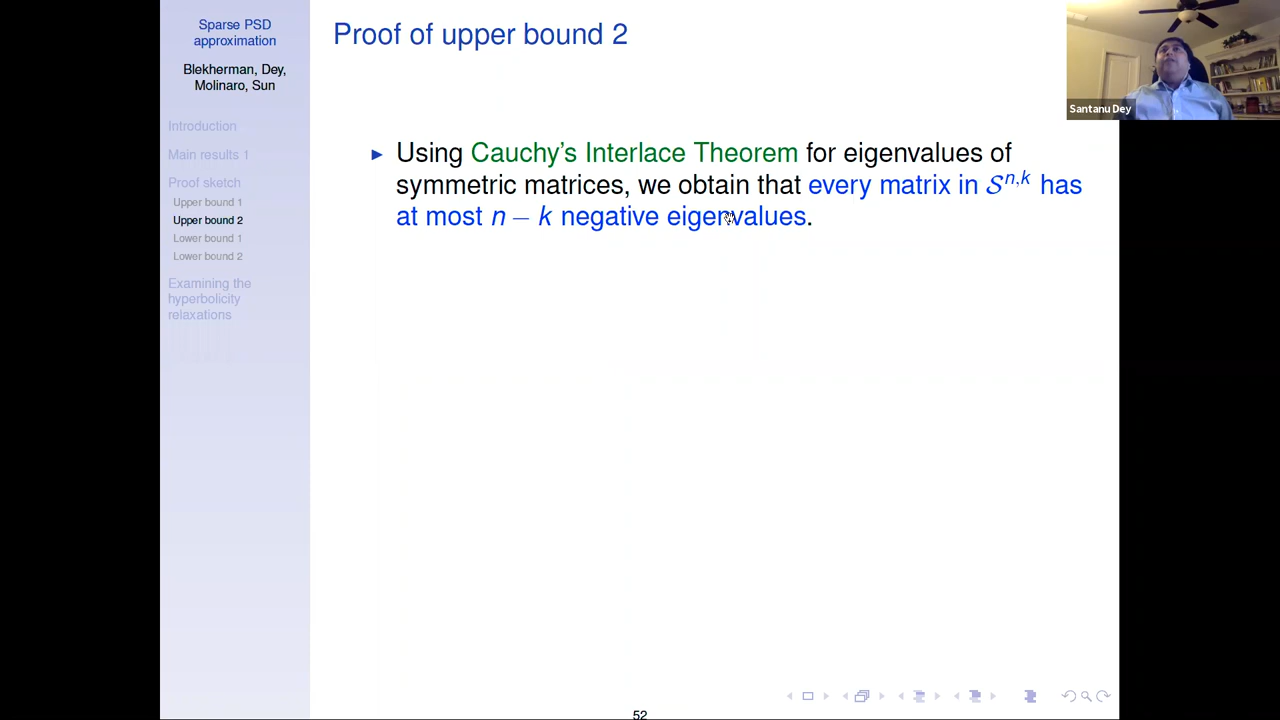 Sparse PSD
approximation
Blekherman, Dey,
Molinaro, Sun
Introduction
Main results 1
Proof sketch
Upper bound 1
Upper bound 2
Lower bound 1
Lower bound 2
Examining the
hyperbolicity
relaxations
Proof of upper bound 2
▶ Using Cauchy's Interlace Theorem for eigenvalues of
symmetric matrices, we obtain that every matrix in 𝒮^{n,k} has
at most n − k negative eigenvalues.
52
Santanu Dey